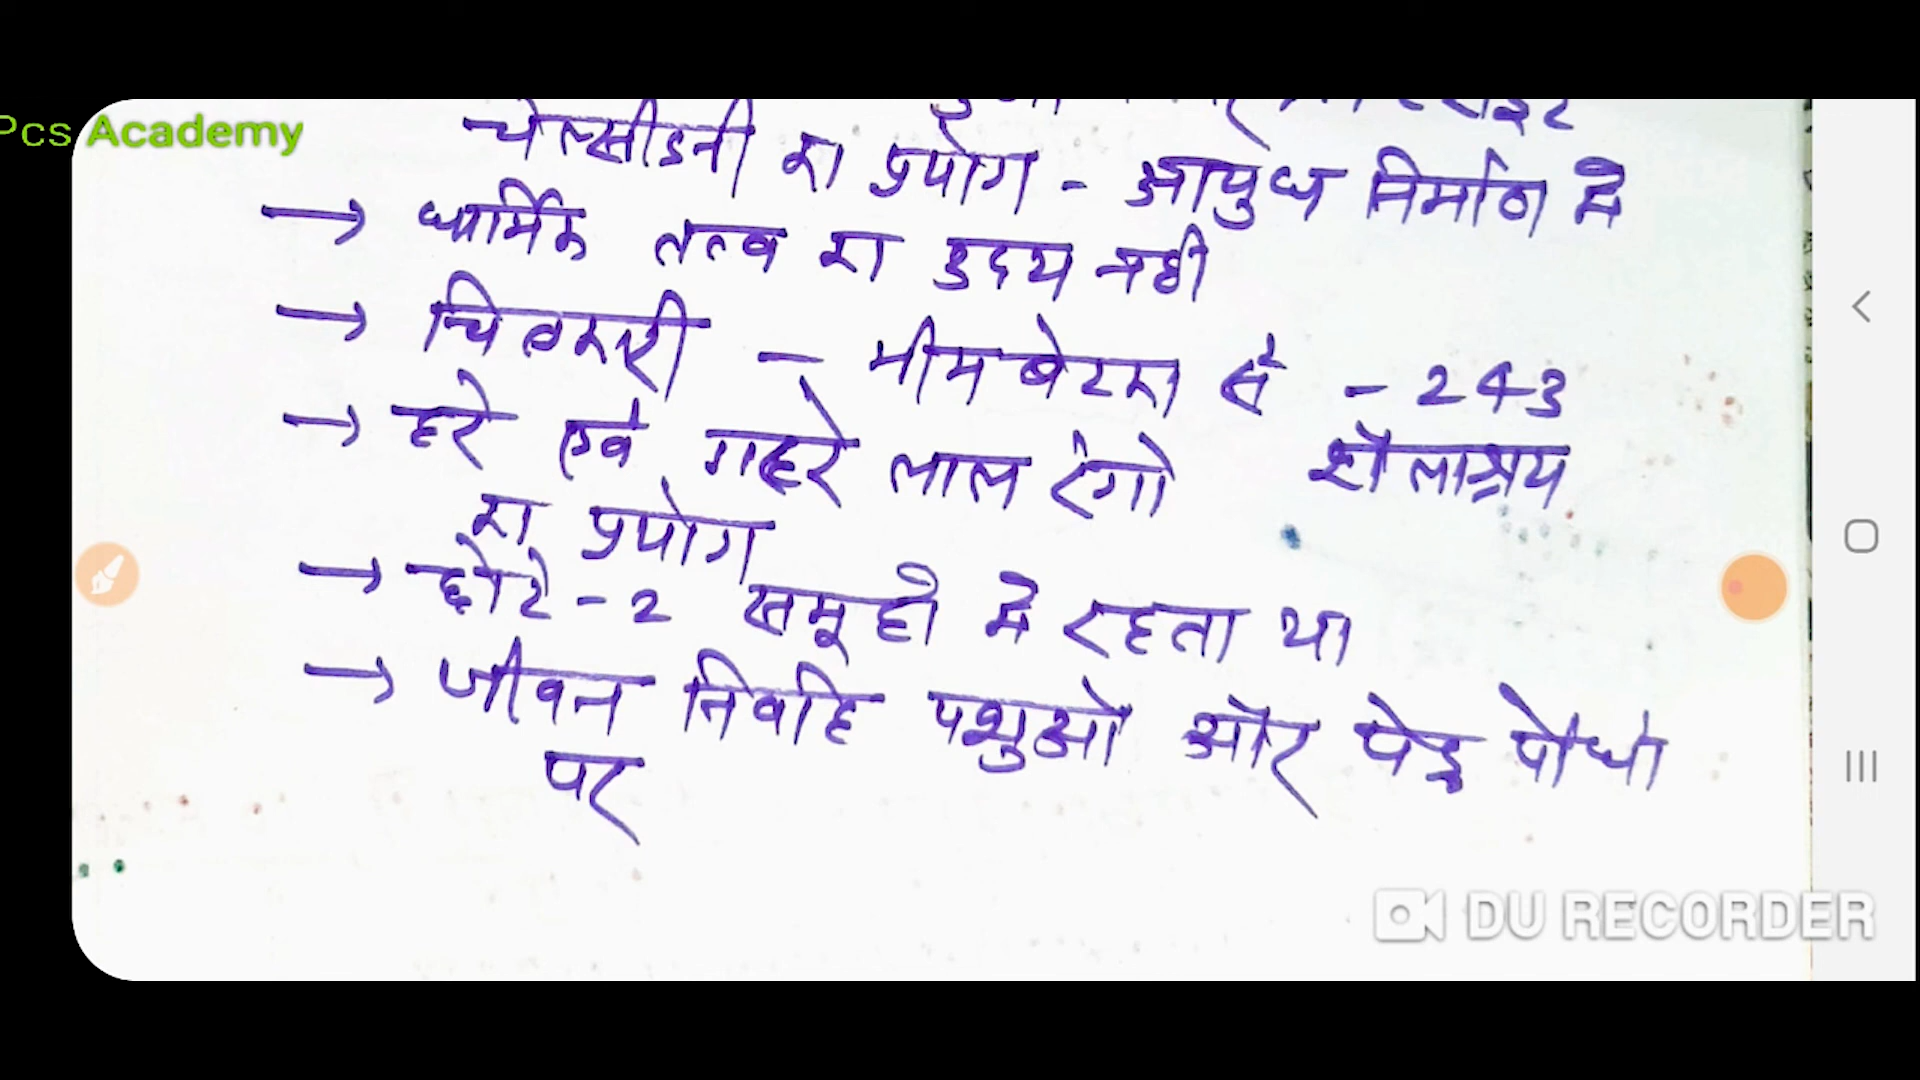 Pcs Academy
चेल्सीडनी का प्रयोग - आयुध निर्माण मे
→ धार्मिक तत्व का उदय नही
→ चित्रकारी - भीमबेटका से - 243
शैलाश्रय
→ हरे एवं गहरे लाल रंगो
का प्रयोग
→ छोटे-2 समूहो मे रहता था
→ जीवन निर्वाह पशुओ और पेड़ पौधो
पर
DU RECORDER